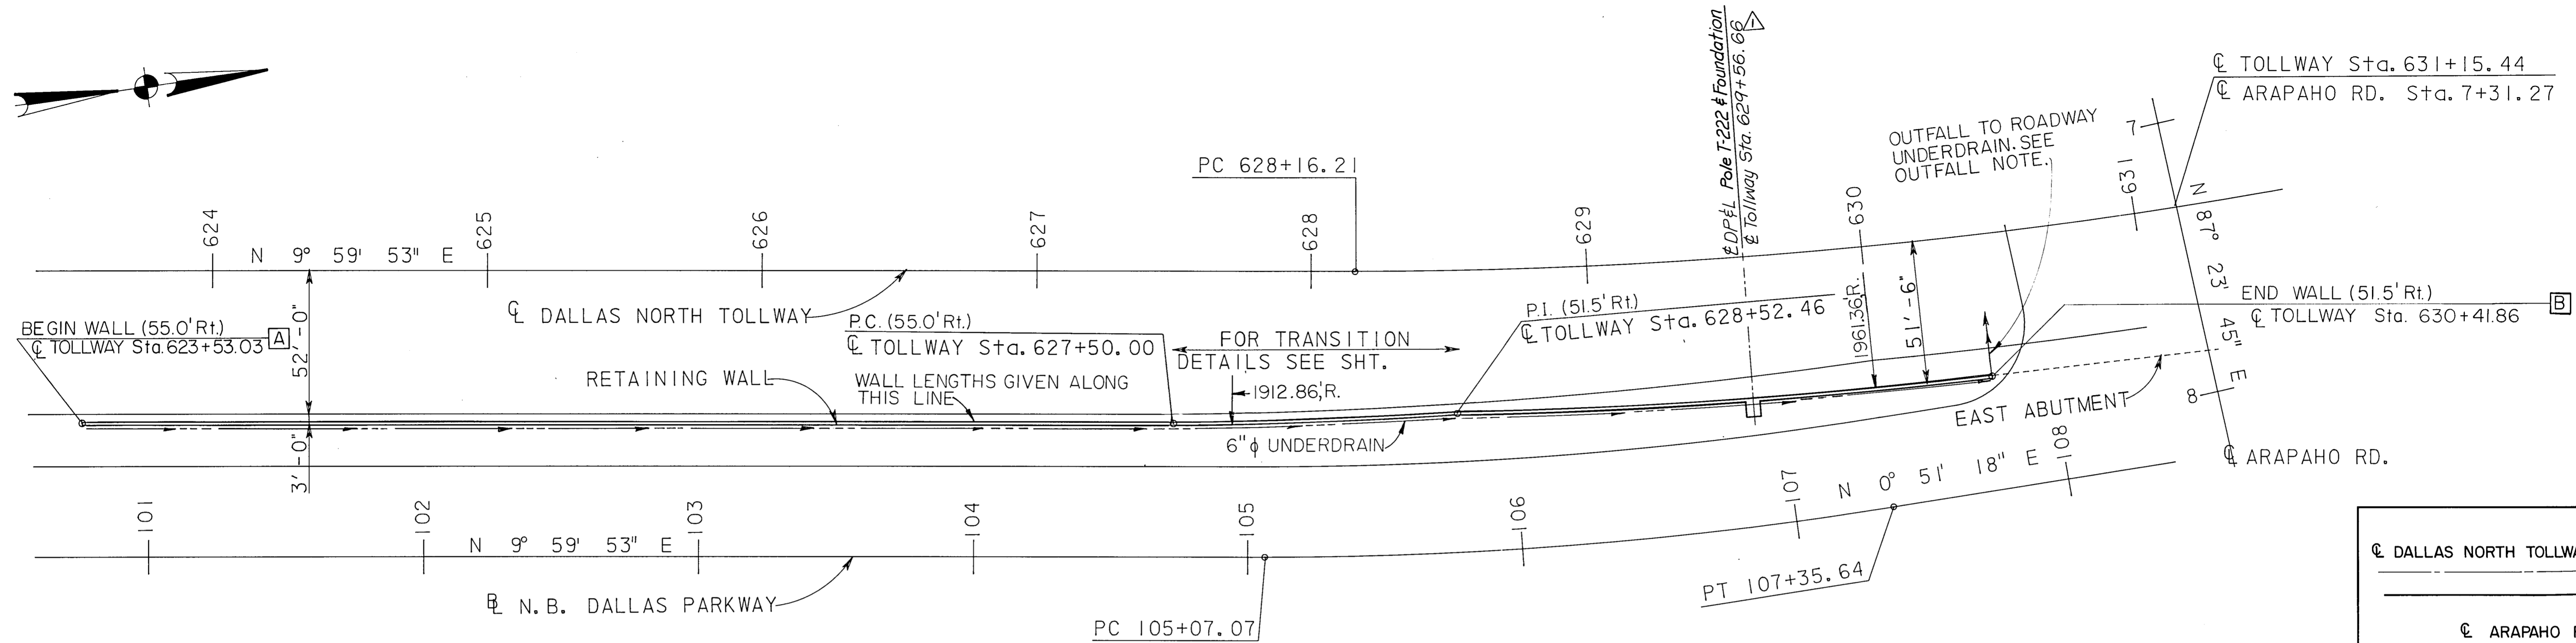 ℄ TOLLWAY Sta. 631+15.44
℄ ARAPAHO RD. Sta. 7+31.27
℄ DP&L Pole T-222 & Foundation
℄ Tollway Sta. 629+56.66
1
OUTFALL TO ROADWAY
UNDERDRAIN. SEE
OUTFALL NOTE.
7
631
PC 628+16.21
624
625
626
627
628
629
630
N 9° 59' 53" E
N 87° 23' 45" E
℄ DALLAS NORTH TOLLWAY
52'-0"
51'-6"
1961.36'R.
BEGIN WALL (55.0' Rt.)
℄ TOLLWAY Sta. 623+53.03
A
P.C. (55.0' Rt.)
℄ TOLLWAY Sta. 627+50.00
P.I. (51.5' Rt.)
℄ TOLLWAY Sta. 628+52.46
END WALL (51.5' Rt.)
℄ TOLLWAY Sta. 630+41.86
B
FOR TRANSITION
DETAILS SEE SHT.
RETAINING WALL
WALL LENGTHS GIVEN ALONG
THIS LINE
1912.86'R.
8
EAST ABUTMENT
6"ϕ UNDERDRAIN
3'-0"
℄ ARAPAHO RD.
101
102
103
104
105
106
107
108
N 0° 51' 18" E
N 9° 59' 53" E
PT 107+35.64
BL N.B. DALLAS PARKWAY
PC 105+07.07
℄ DALLAS NORTH TOLLWA
℄ ARAPAHO